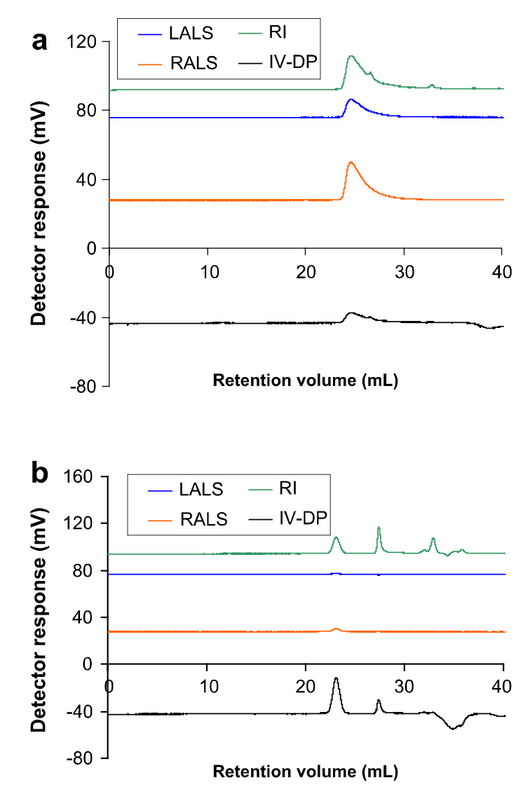 a
LALS RI
RALS IV-DP
120
80
40
0
-40
-80
0 10 20 30 40
Detector response (mV)
Retention volume (mL)
b
LALS RI
RALS IV-DP
160
120
80
40
0
-40
-80
0 10 20 30 40
Detector response (mV)
Retention volume (mL)